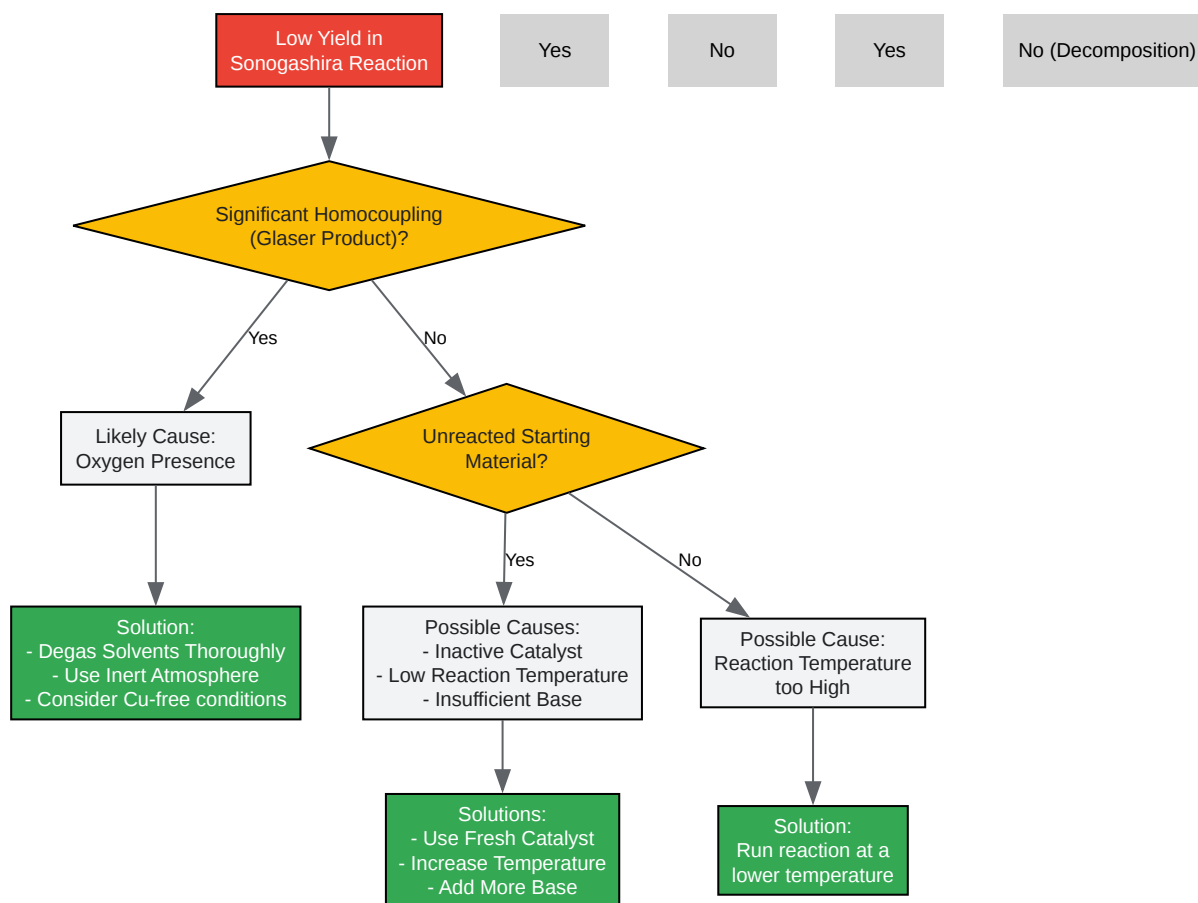 Low Yield in
Sonogashira Reaction
Yes
No
Yes
No (Decomposition)
Significant Homocoupling
(Glaser Product)?
Yes
No
Likely Cause:
Oxygen Presence
Unreacted Starting
Material?
Yes
No
Solution:
- Degas Solvents Thoroughly
- Use Inert Atmosphere
- Consider Cu-free conditions
Possible Causes:
- Inactive Catalyst
- Low Reaction Temperature
- Insufficient Base
Possible Cause:
Reaction Temperature
too High
Solutions:
- Use Fresh Catalyst
- Increase Temperature
- Add More Base
Solution:
Run reaction at a
lower temperature